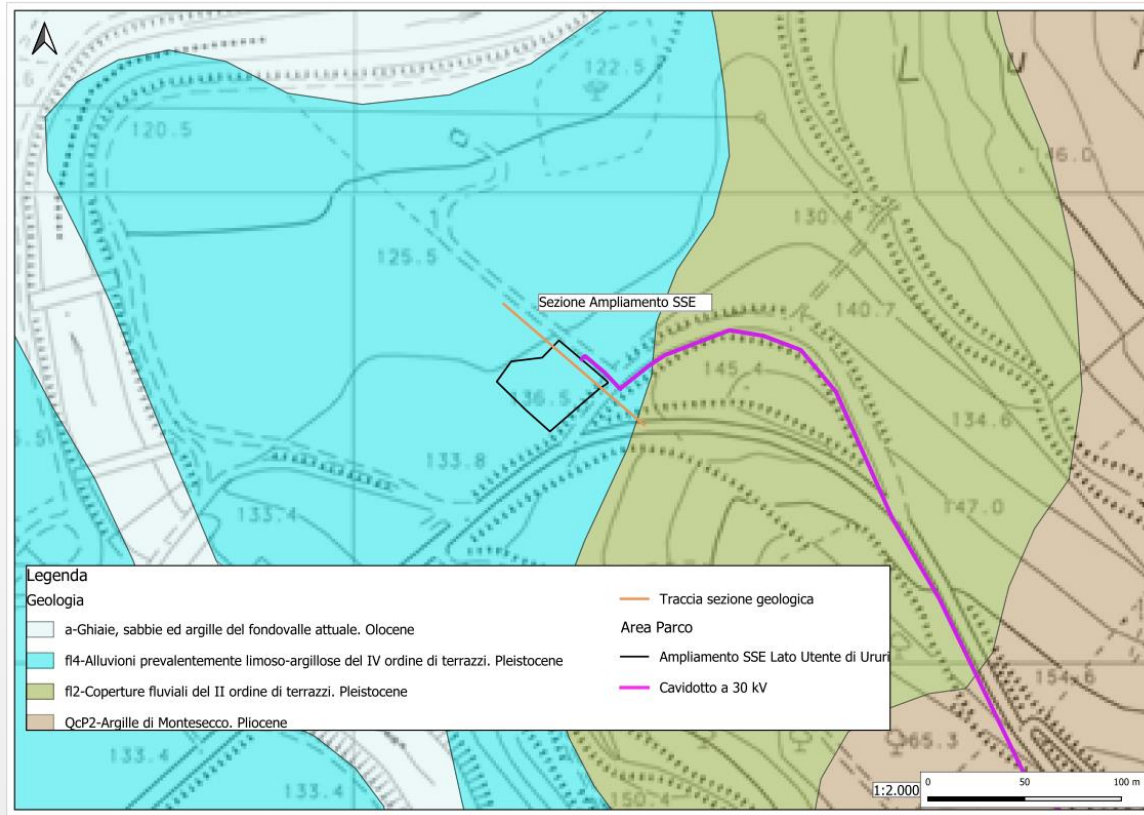 122.5
120.5
146.0
130.4
125.5
Sezione Ampliamento SSE
140.7
145.4
136.5
134.6
133.8
147.0
133.4
Legenda
Geologia
a-Ghiaie, sabbie ed argille del fondovalle attuale. Olocene
fl4-Alluvioni prevalentemente limoso-argillose del IV ordine di terrazzi. Pleistocene
fl2-Coperture fluviali del II ordine di terrazzi. Pleistocene
QcP2-Argille di Montesecco. Pliocene
Traccia sezione geologica
Area Parco
Ampliamento SSE Lato Utente di Ururi
Cavidotto a 30 kV
154.6
65.3
133.4
133.4
150.4
1:2.000
0 50 100 m